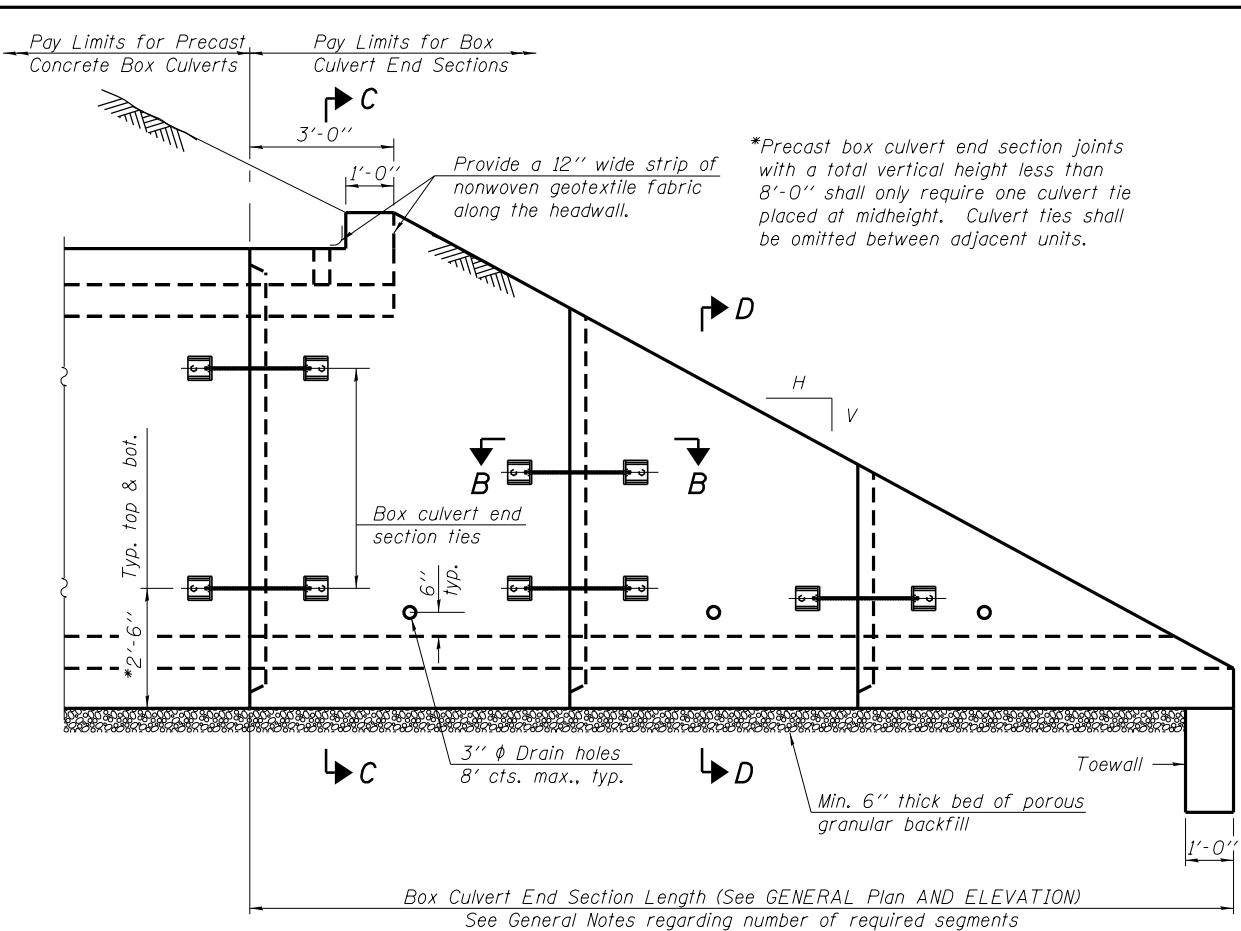 Pay Limits for Precast
Concrete Box Culverts
Pay Limits for Box
Culvert End Sections
C
3'-0"
1'-0"
Provide a 12" wide strip of
nonwoven geotextile fabric
along the headwall.
*Precast box culvert end section joints
with a total vertical height less than
8'-0" shall only require one culvert tie
placed at midheight. Culvert ties shall
be omitted between adjacent units.
D
H
V
B
B
Typ. top & bot.
*2'-6"
Box culvert end
section ties
6"
typ.
3" ϕ Drain holes
8' cts. max., typ.
C
D
Toewall
Min. 6" thick bed of porous
granular backfill
1'-0"
Box Culvert End Section Length (See GENERAL Plan AND ELEVATION)
See General Notes regarding number of required segments